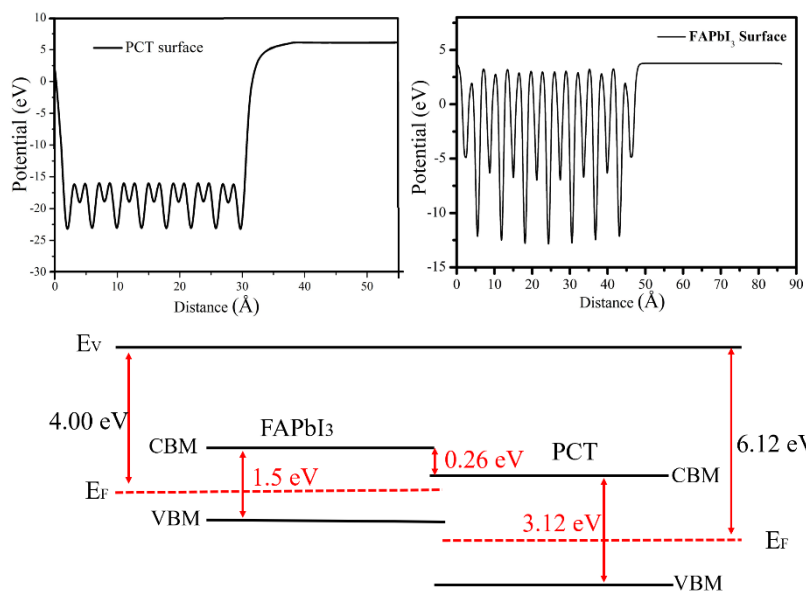 10
5
0
-5
-10
-15
-20
-25
-30
Potential (eV)
PCT surface
0
10
20
30
40
50
Distance (Å)
5
0
-5
-10
-15
Potential (eV)
FAPbI3 Surface
0
10
20
30
40
50
60
70
80
90
Distance (Å)
EV
4.00 eV
FAPbI3
CBM
1.5 eV
0.26 eV
PCT
CBM
6.12 eV
EF
VBM
3.12 eV
EF
VBM